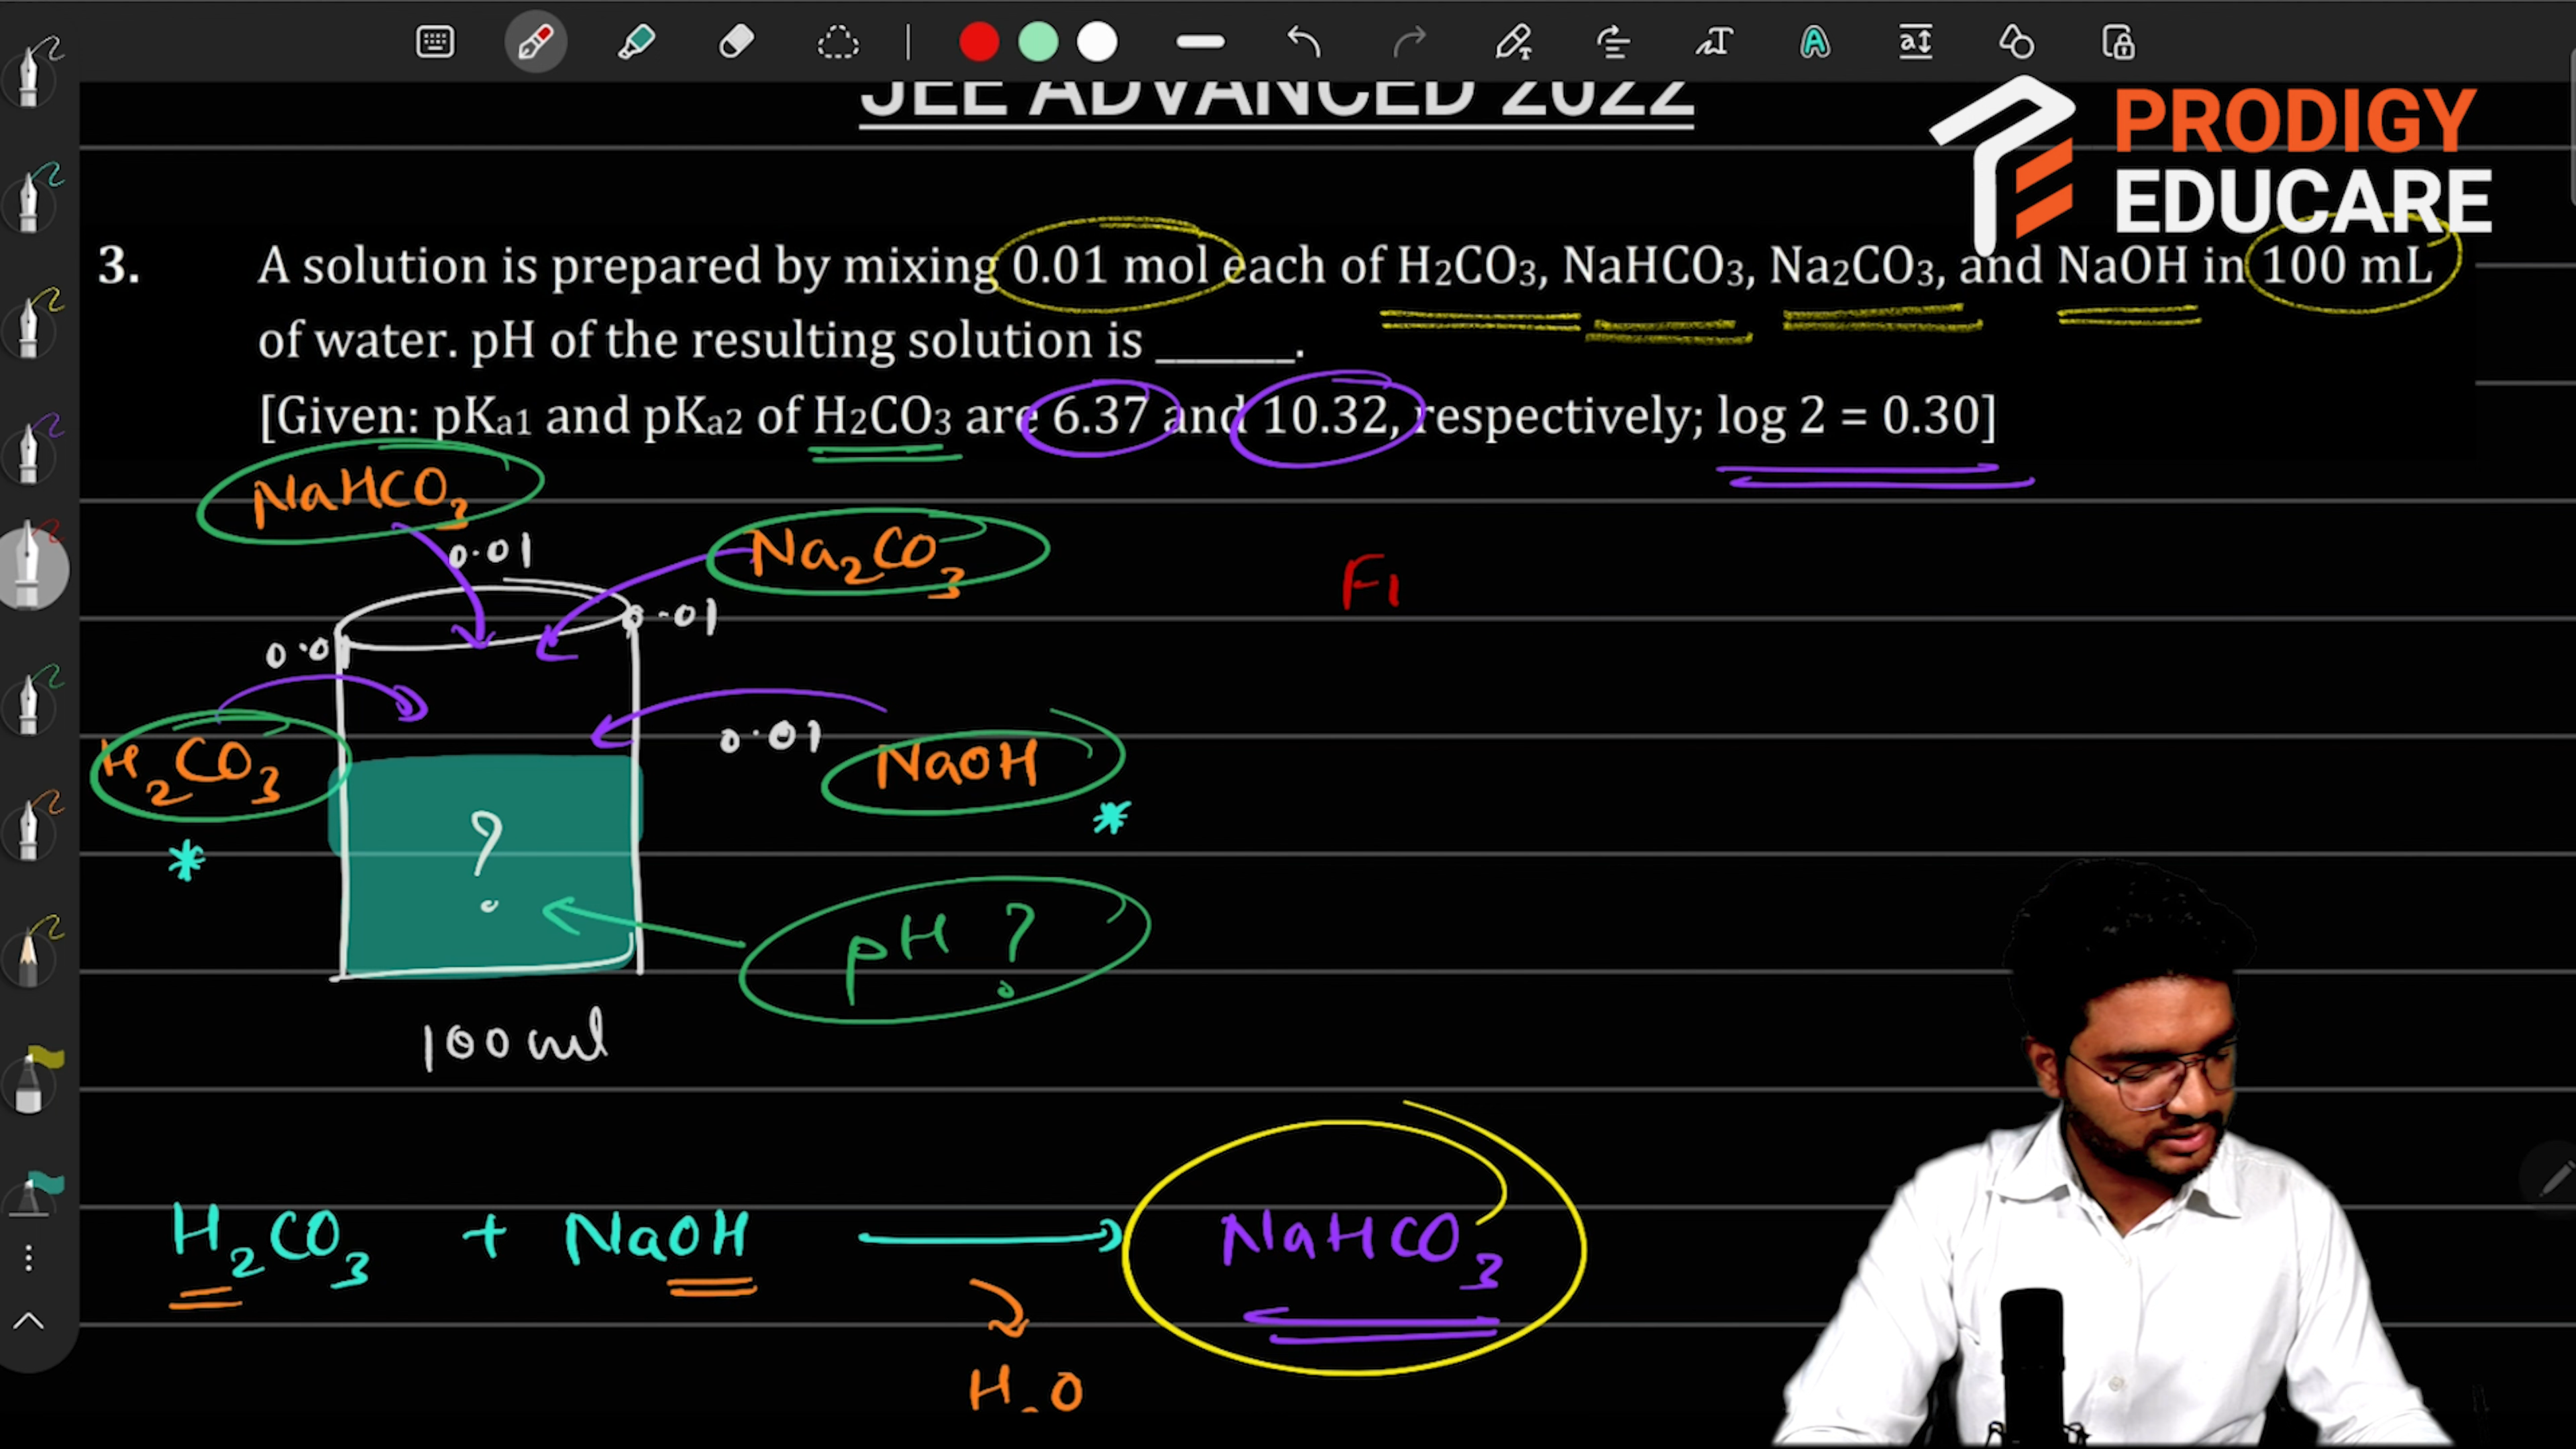 JEE ADVANCED 2022
PRODIGY
EDUCARE
3. A solution is prepared by mixing 0.01 mol each of H₂CO₃, NaHCO₃, Na₂CO₃, and NaOH in 100 mL
of water. pH of the resulting solution is ______.
[Given: pKa1 and pKa2 of H₂CO₃ are 6.37 and 10.32, respectively; log 2 = 0.30]
NaHCO₃
0.01
Na₂CO₃
0.01
0.01
FI
H₂CO₃
0.01
NaOH
?
pH ?
100 ml
H₂CO₃ + NaOH → NaHCO₃
H₂O